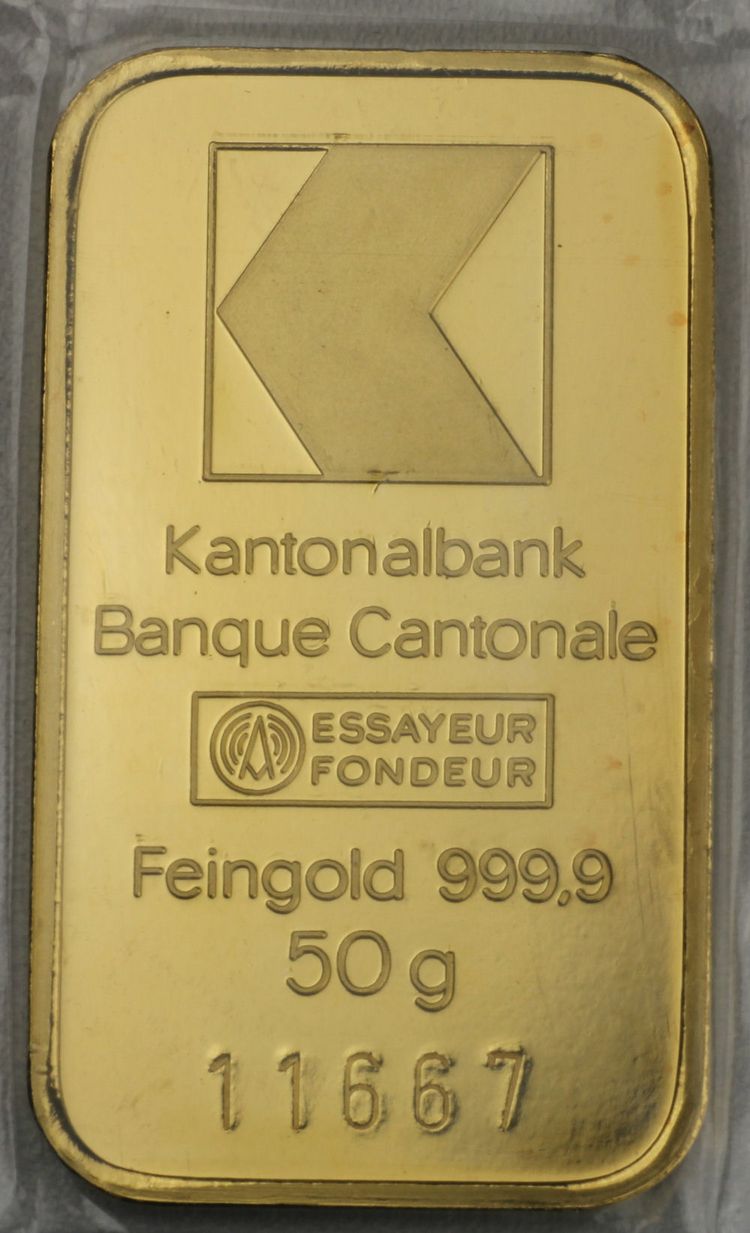 Kantonalbank
Banque Cantonale
ESSAYEUR
FONDEUR
Feingold 999,9
50 g
11667